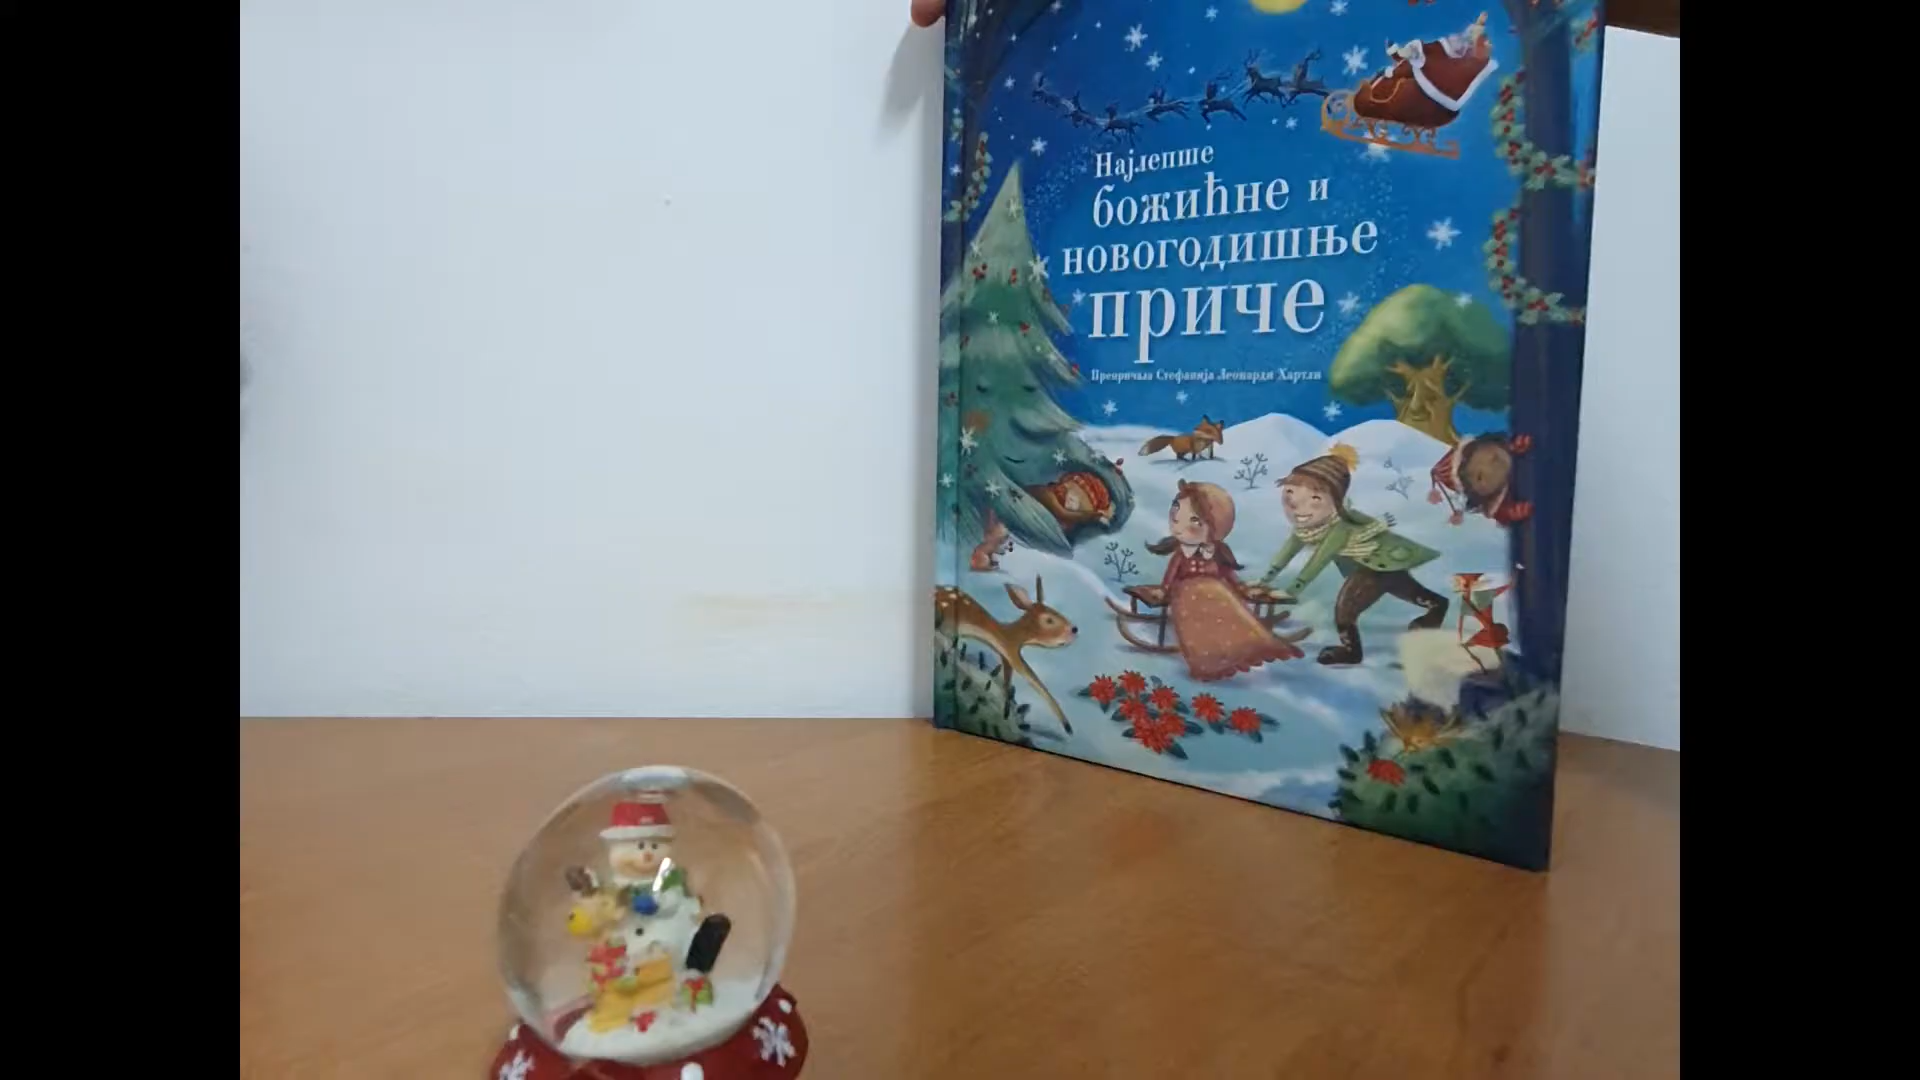 Најлепше
божићне и
новогодишње
приче
Препричала Стефанија Леонарди Хартли